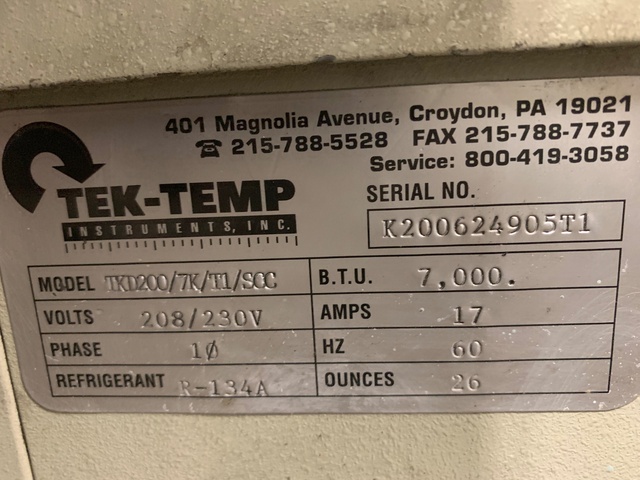 401 Magnolia Avenue, Croydon, PA 19021
☎ 215-788-5528 FAX 215-788-7737
Service: 800-419-3058
TEK-TEMP
INSTRUMENTS, INC.
SERIAL NO.
K200624905T1
MODEL TKD200/7K/T1/SCC B.T.U. 7,000.
VOLTS 208/230V AMPS 17
PHASE 1Ø HZ 60
REFRIGERANT R-134A OUNCES 26